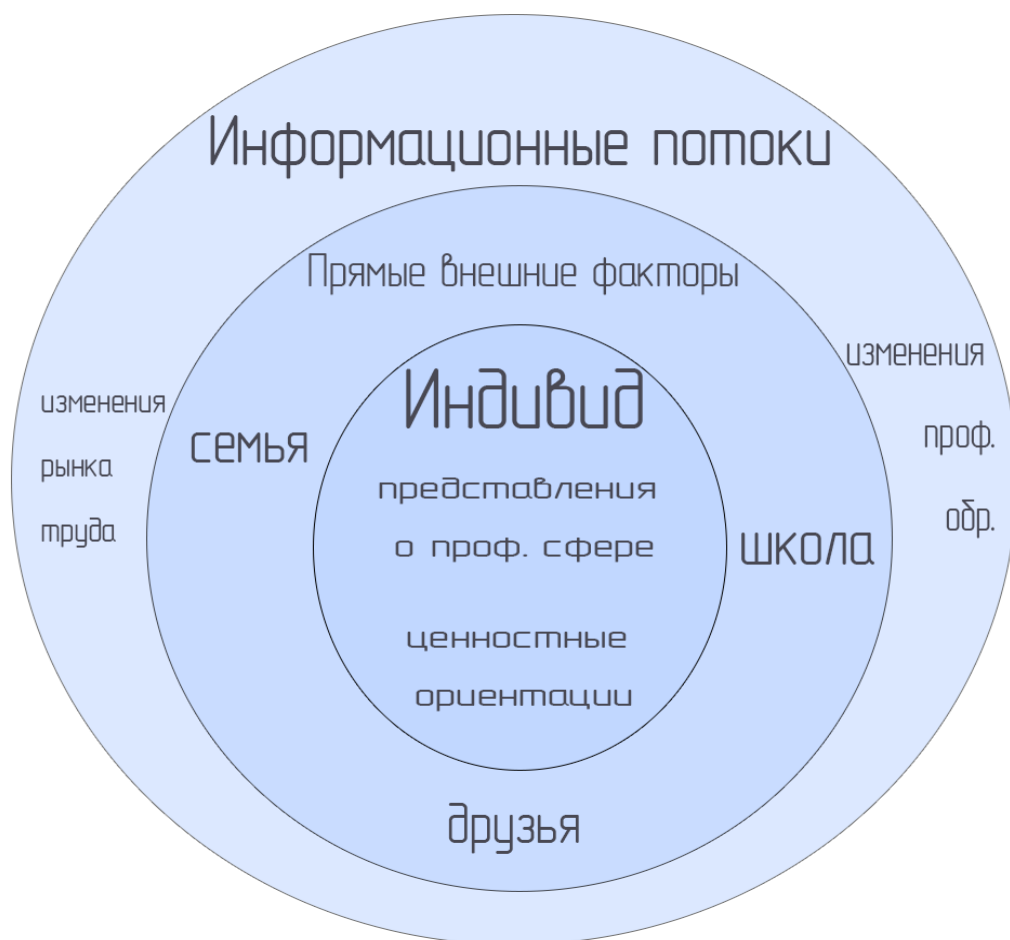 Информационные потоки
Прямые внешние факторы
Индивид
представления
о проф. сфере
ценностные
ориентации
семья
школа
друзья
изменения
рынка
труда
изменения
проф.
обр.